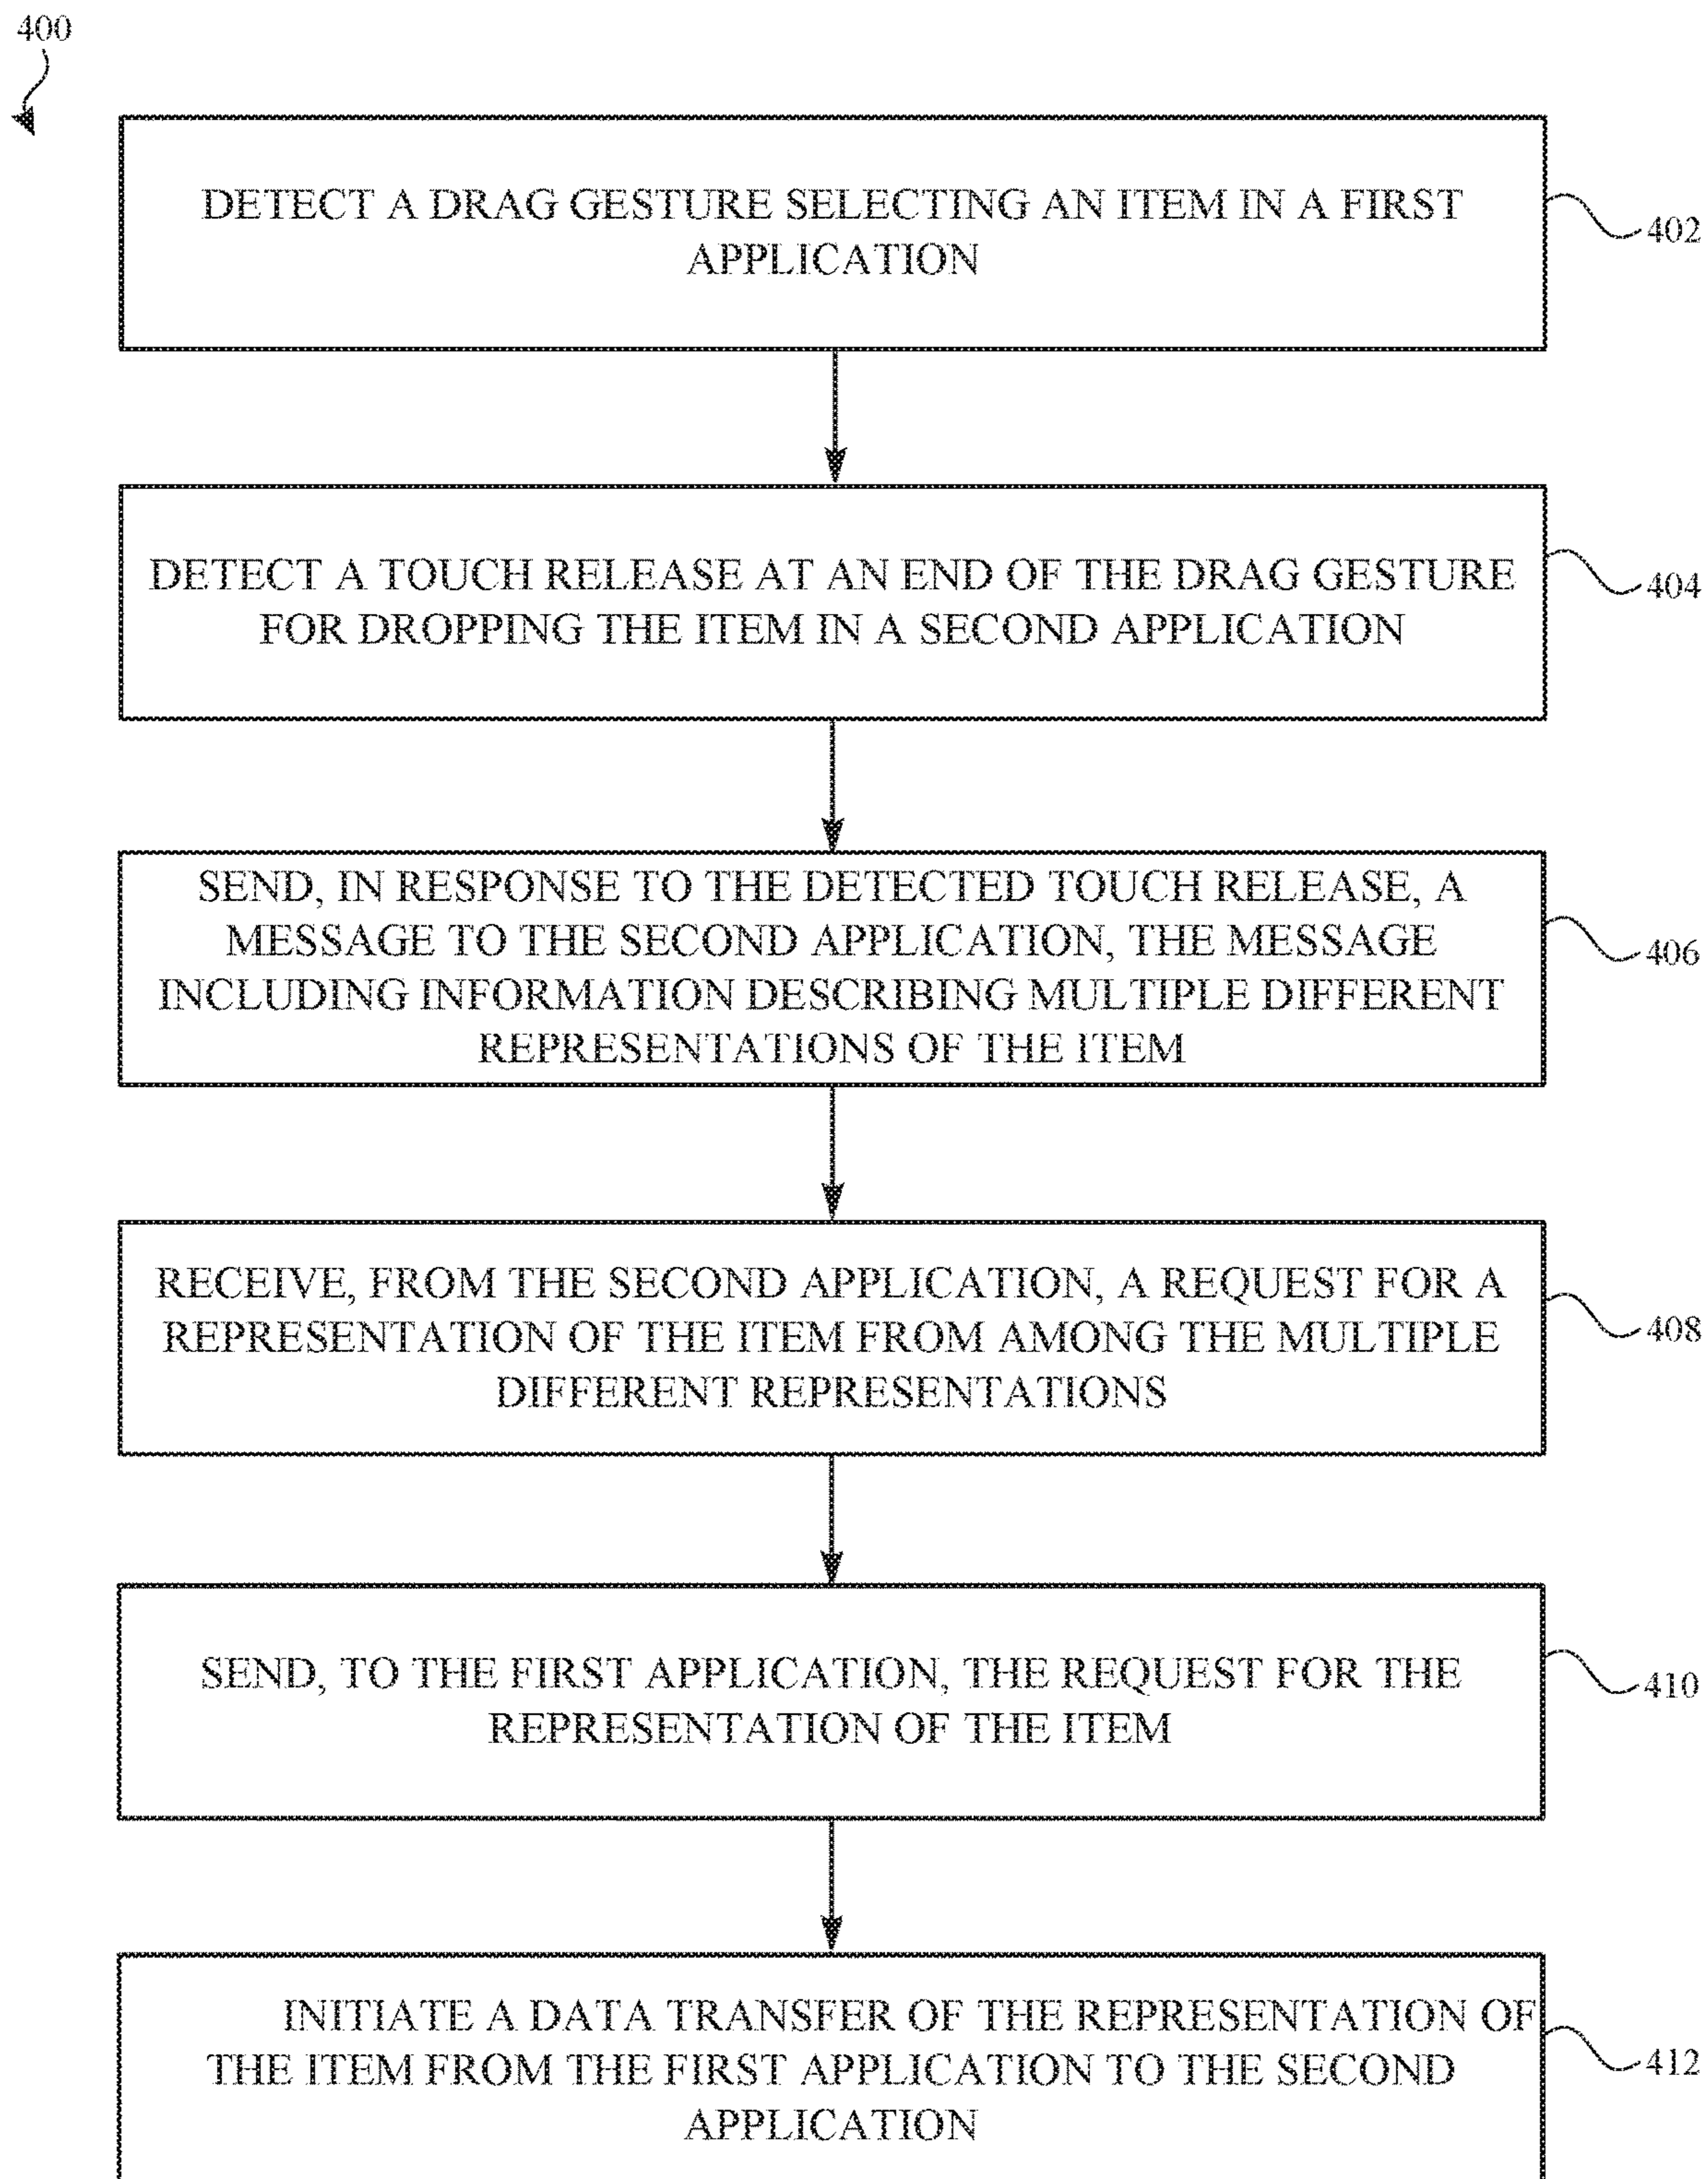 400
DETECT A DRAG GESTURE SELECTING AN ITEM IN A FIRST
APPLICATION
402
DETECT A TOUCH RELEASE AT AN END OF THE DRAG GESTURE
FOR DROPPING THE ITEM IN A SECOND APPLICATION
404
SEND, IN RESPONSE TO THE DETECTED TOUCH RELEASE, A
MESSAGE TO THE SECOND APPLICATION, THE MESSAGE
INCLUDING INFORMATION DESCRIBING MULTIPLE DIFFERENT
REPRESENTATIONS OF THE ITEM
406
RECEIVE, FROM THE SECOND APPLICATION, A REQUEST FOR A
REPRESENTATION OF THE ITEM FROM AMONG THE MULTIPLE
DIFFERENT REPRESENTATIONS
408
SEND, TO THE FIRST APPLICATION, THE REQUEST FOR THE
REPRESENTATION OF THE ITEM
410
INITIATE A DATA TRANSFER OF THE REPRESENTATION OF
THE ITEM FROM THE FIRST APPLICATION TO THE SECOND
APPLICATION
412